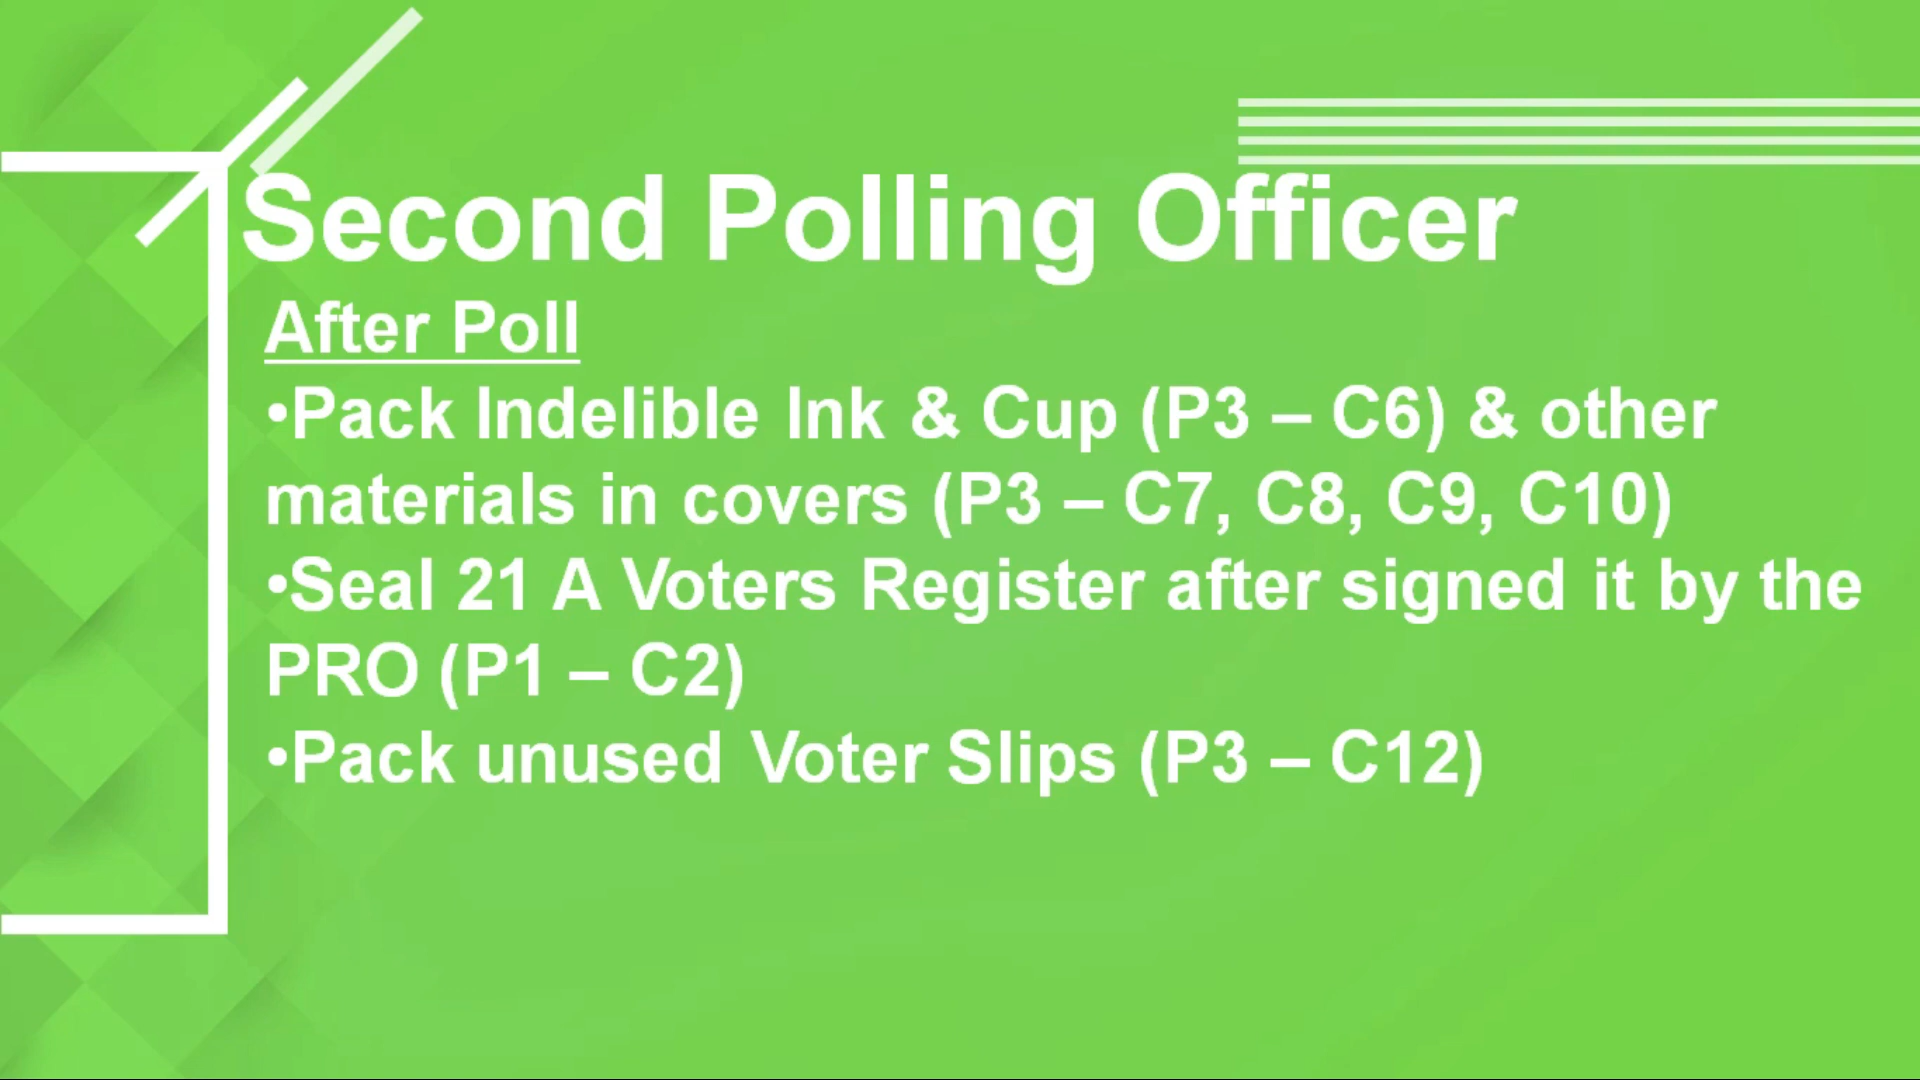 Second Polling Officer
After Poll
•Pack Indelible Ink & Cup (P3 – C6) & other
materials in covers (P3 – C7, C8, C9, C10)
•Seal 21 A Voters Register after signed it by the
PRO (P1 – C2)
•Pack unused Voter Slips (P3 – C12)